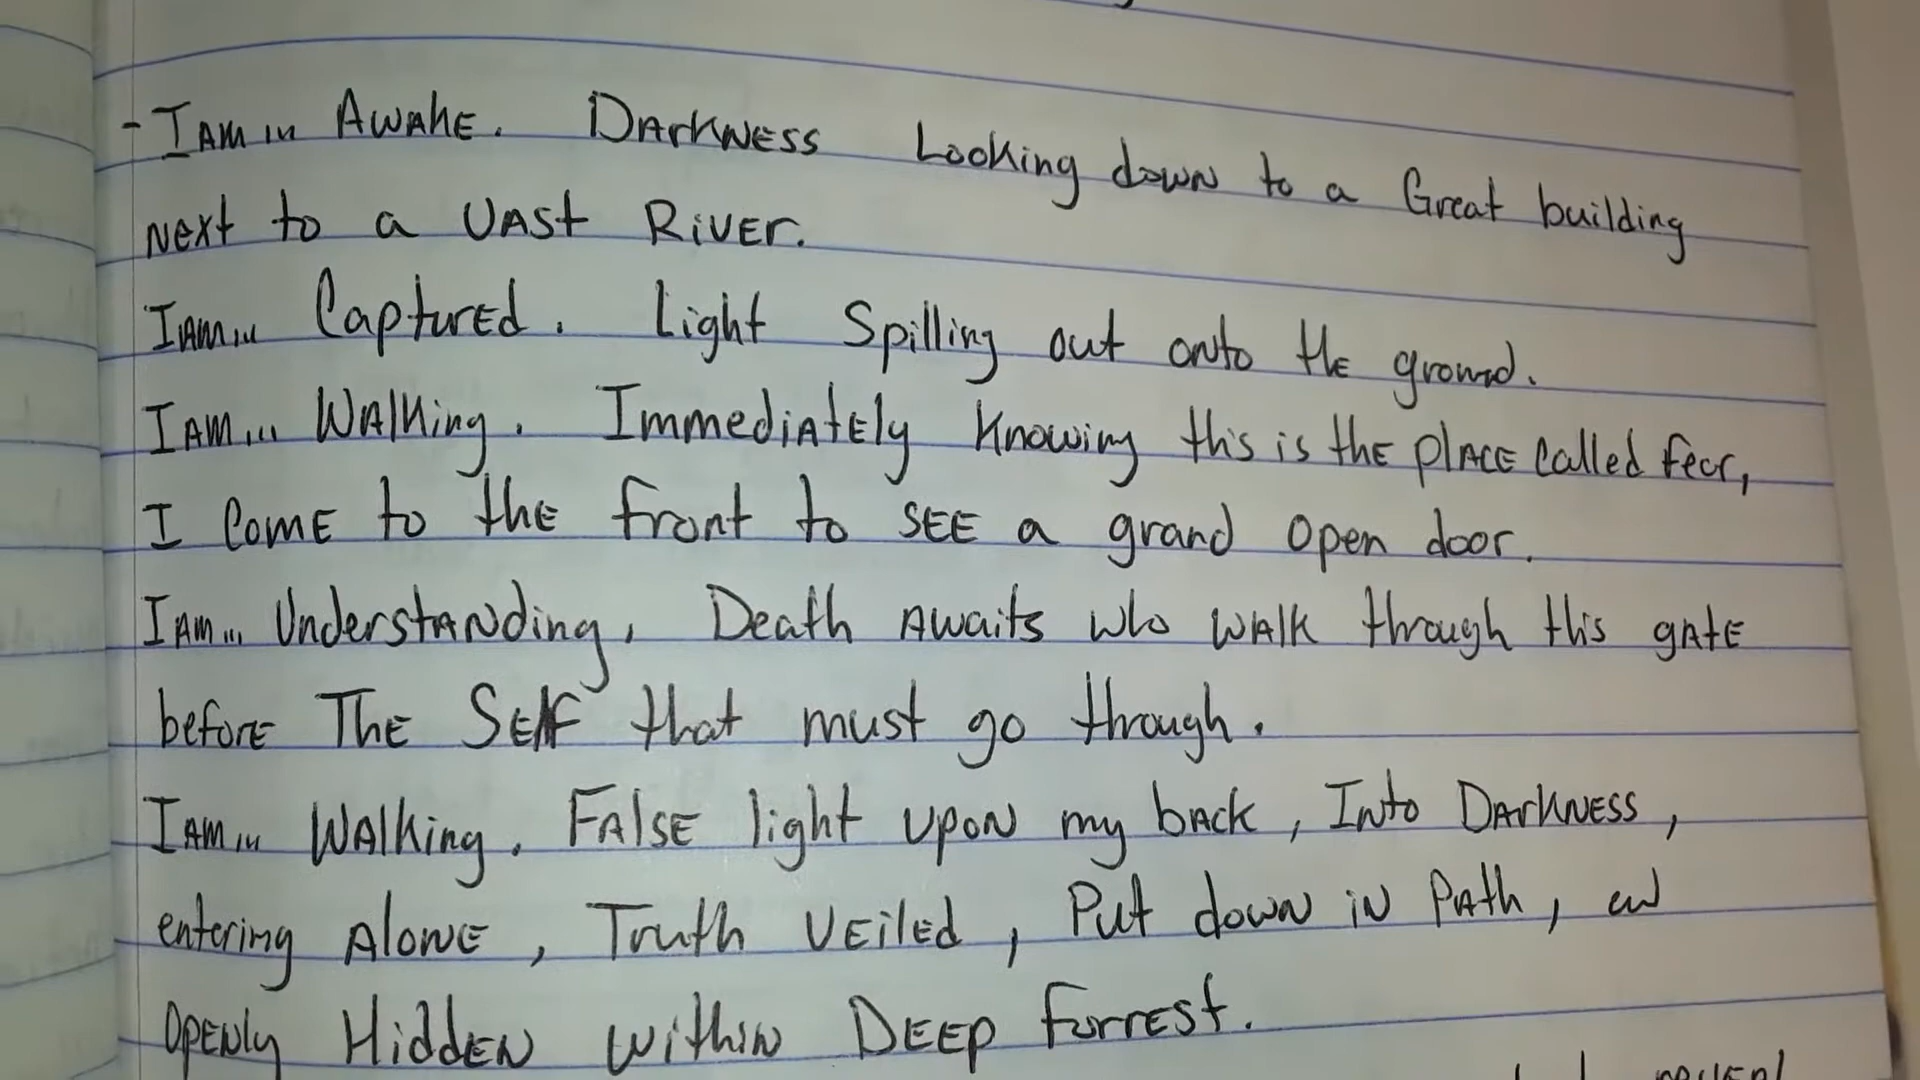 - I AM... AWAKE. DARKNESS Looking down to a Great building
next to a VAST RIVER.
I AM... Captured. Light Spilling out onto the ground.
I AM... Walking. Immediately Knowing this is the place called fear,
I COME to the front to SEE a grand open door.
I AM... Understanding, Death Awaits who WALK through this gate
before The Self that must go through.
I AM... Walking. False light upon my back, Into DARKNESS,
entering Alone, Truth VEILED, Put down in Path,
Openly Hidden within DEEP Forrest.